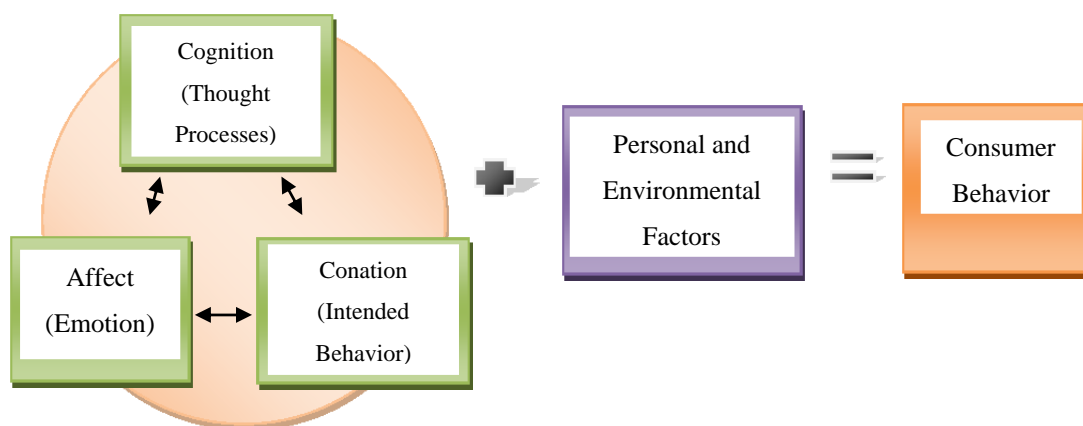 Cognition
(Thought
Processes)
Affect
(Emotion)
Conation
(Intended
Behavior)
Personal and
Environmental
Factors
Consumer
Behavior